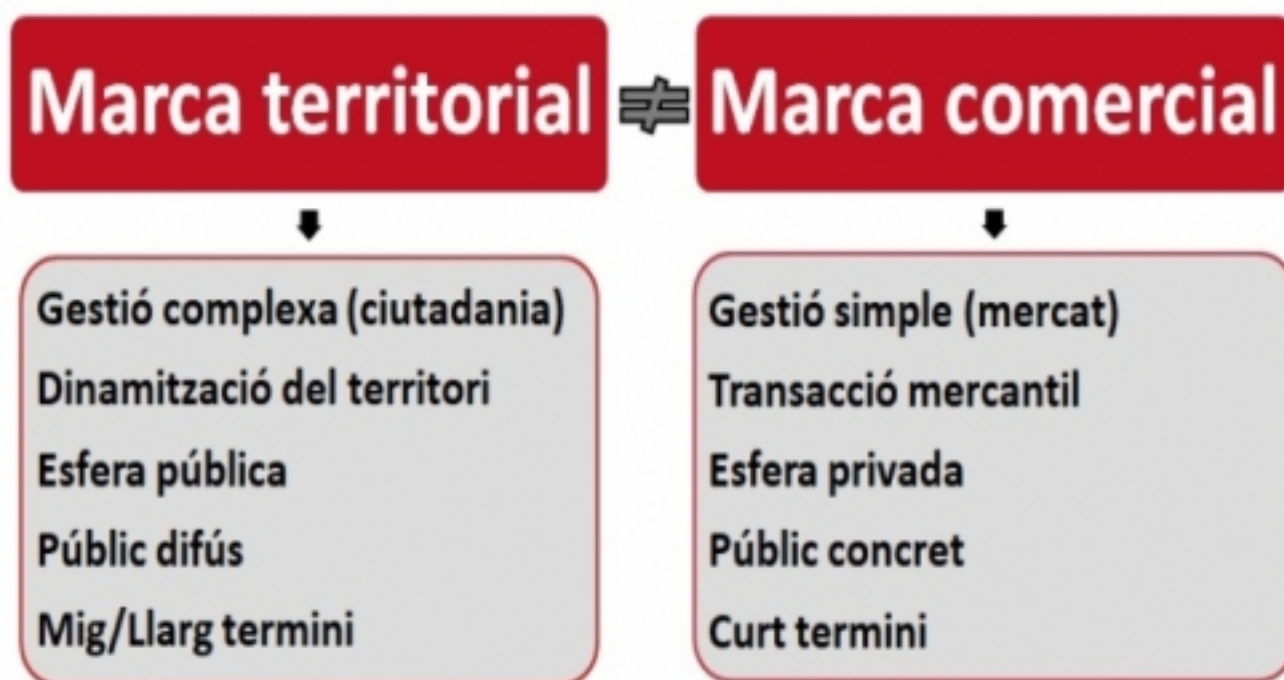 Marca territorial ≠ Marca comercial
Gestió complexa (ciutadania)
Dinamització del territori
Esfera pública
Públic difús
Mig/Llarg termini
Gestió simple (mercat)
Transacció mercantil
Esfera privada
Públic concret
Curt termini